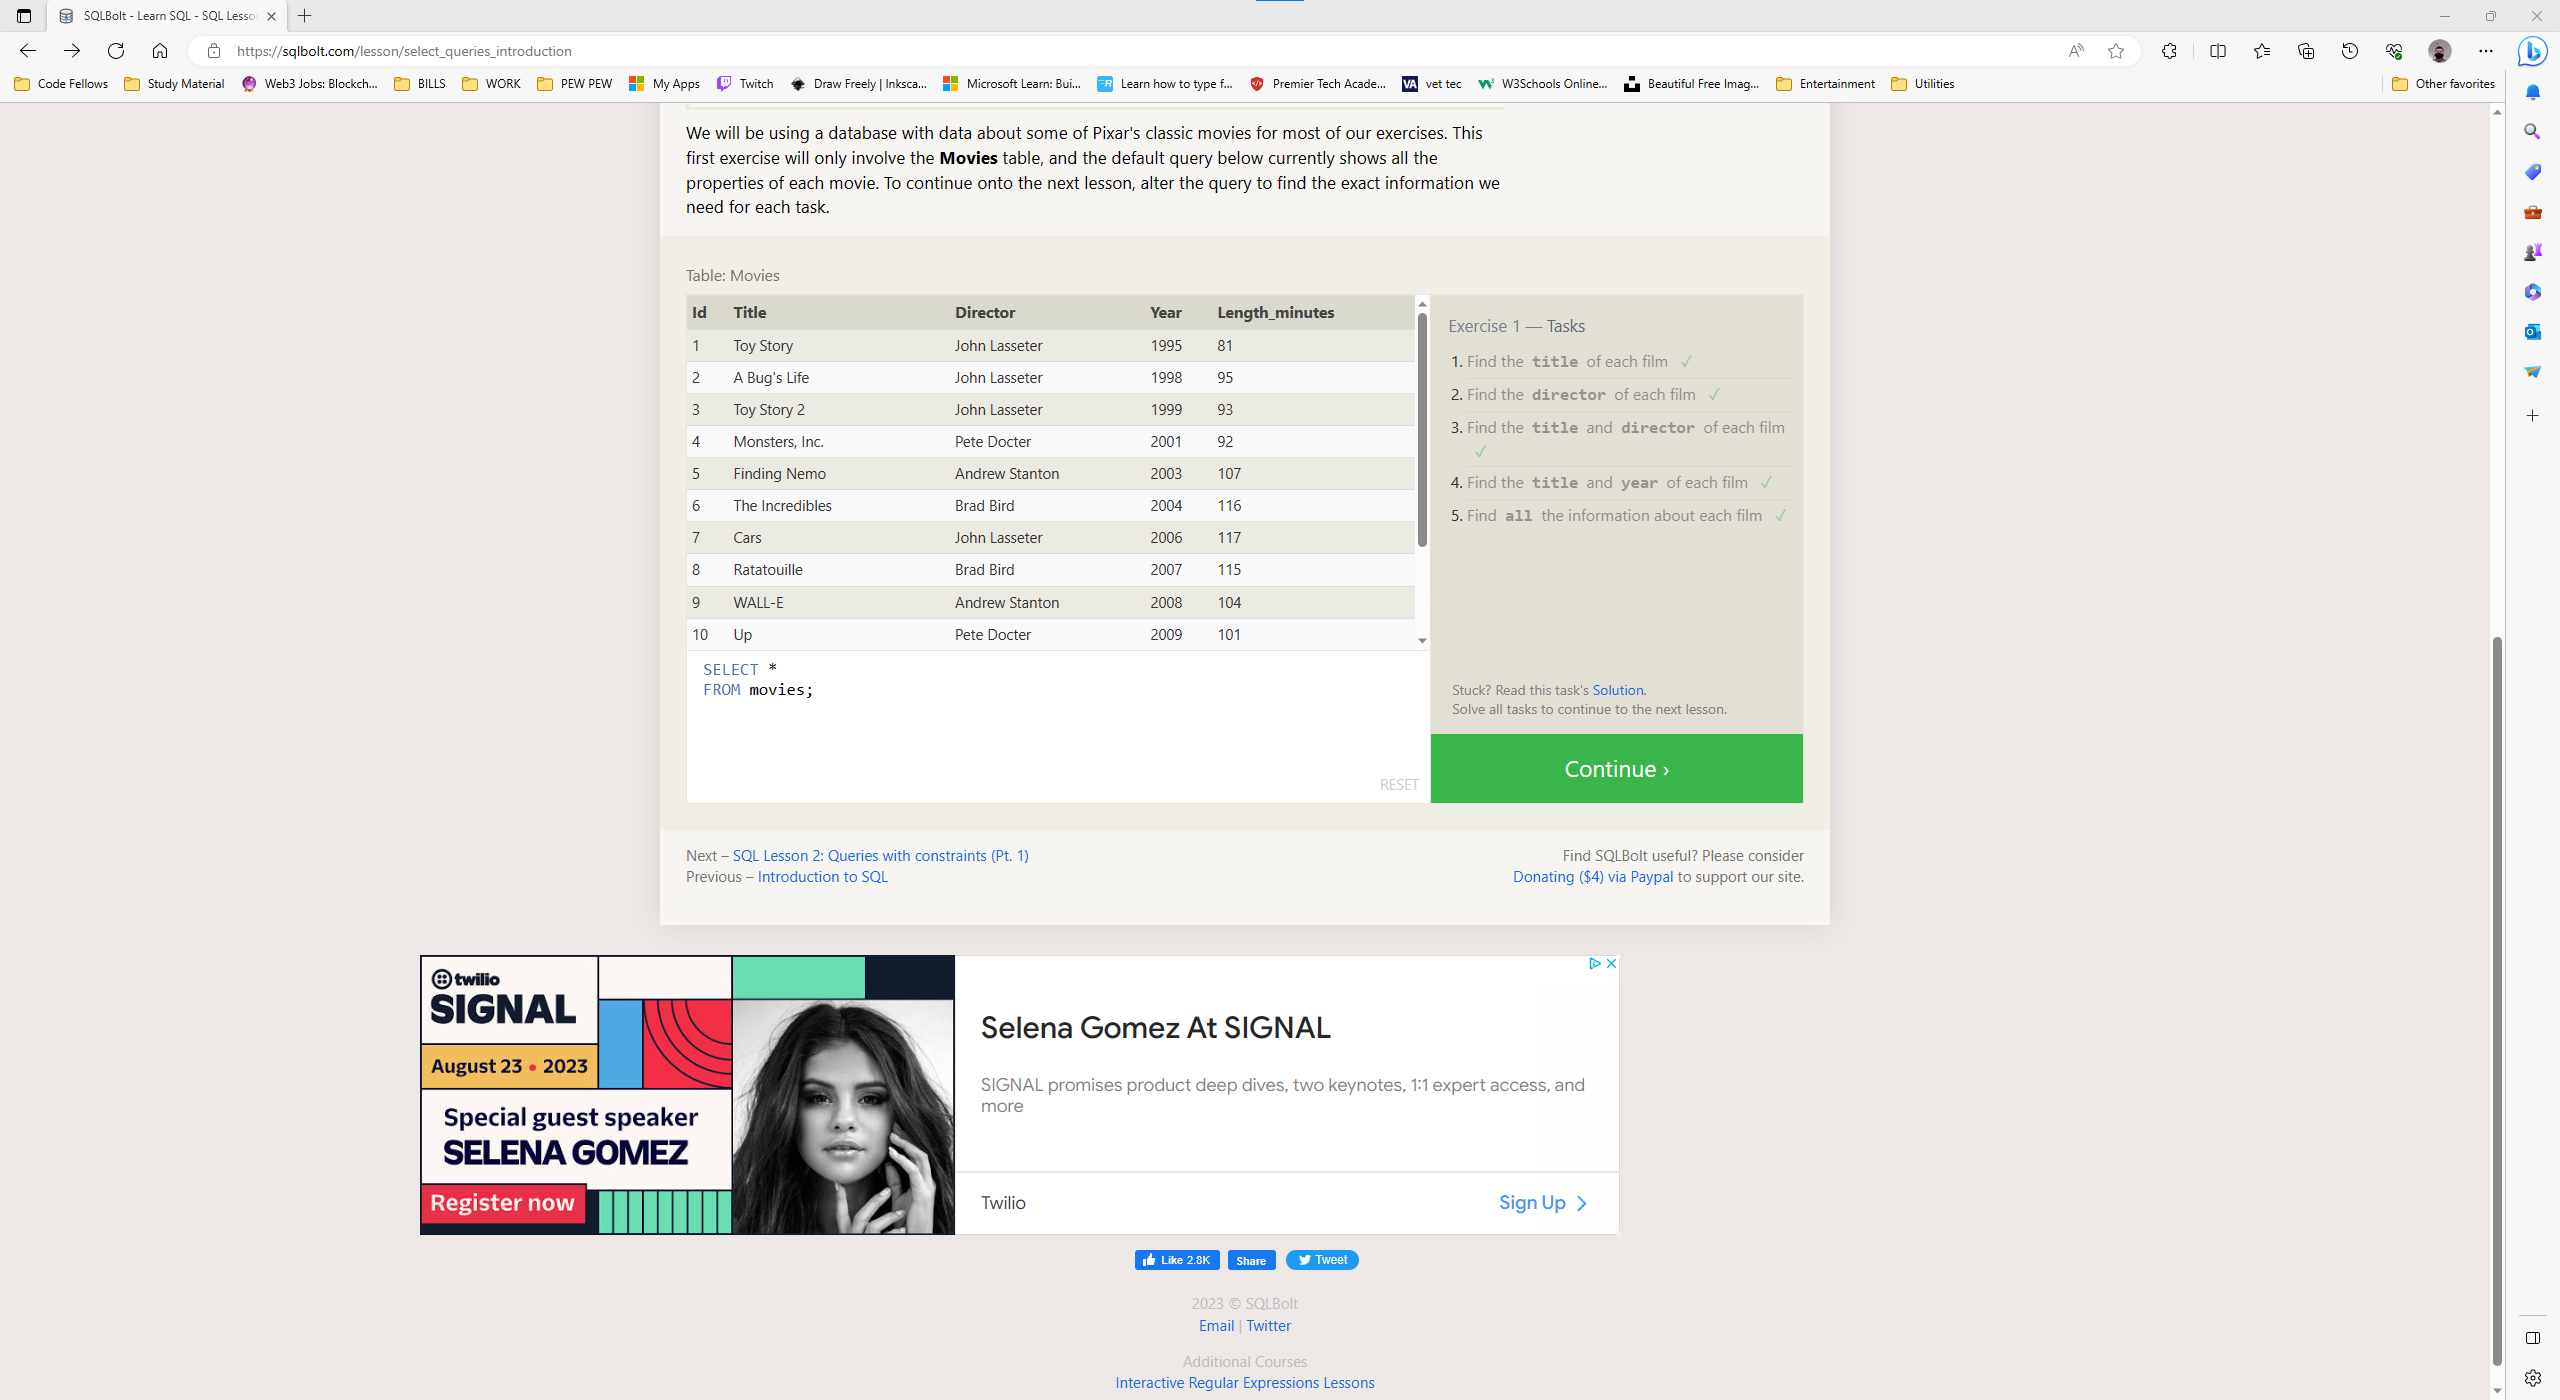 SQLBolt - Learn SQL - SQL Lesso
https://sqlbolt.com/lesson/select_queries_introduction
Code Fellows Study Material Web3 Jobs: Blockch... BILLS WORK PEW PEW My Apps Twitch Draw Freely | Inksca... Microsoft Learn: Bui... Learn how to type f... Premier Tech Acade... VA vet tec W3Schools Online... Beautiful Free Imag... Entertainment Utilities Other favorites
We will be using a database with data about some of Pixar's classic movies for most of our exercises. This
first exercise will only involve the Movies table, and the default query below currently shows all the
properties of each movie. To continue onto the next lesson, alter the query to find the exact information we
need for each task.
Table: Movies
Id Title Director Year Length_minutes
1 Toy Story John Lasseter 1995 81
2 A Bug's Life John Lasseter 1998 95
3 Toy Story 2 John Lasseter 1999 93
4 Monsters, Inc. Pete Docter 2001 92
5 Finding Nemo Andrew Stanton 2003 107
6 The Incredibles Brad Bird 2004 116
7 Cars John Lasseter 2006 117
8 Ratatouille Brad Bird 2007 115
9 WALL-E Andrew Stanton 2008 104
10 Up Pete Docter 2009 101
SELECT *
FROM movies;
RESET
Exercise 1 — Tasks
1. Find the title of each film ✓
2. Find the director of each film ✓
3. Find the title and director of each film
✓
4. Find the title and year of each film ✓
5. Find all the information about each film ✓
Stuck? Read this task's Solution.
Solve all tasks to continue to the next lesson.
Continue ›
Next – SQL Lesson 2: Queries with constraints (Pt. 1)
Previous – Introduction to SQL
Find SQLBolt useful? Please consider
Donating ($4) via Paypal to support our site.
twilio
SIGNAL
August 23 • 2023
Special guest speaker
SELENA GOMEZ
Register now
Selena Gomez At SIGNAL
SIGNAL promises product deep dives, two keynotes, 1:1 expert access, and
more
Twilio
Sign Up
Like 2.8K Share Tweet
2023 © SQLBolt
Email | Twitter
Additional Courses
Interactive Regular Expressions Lessons